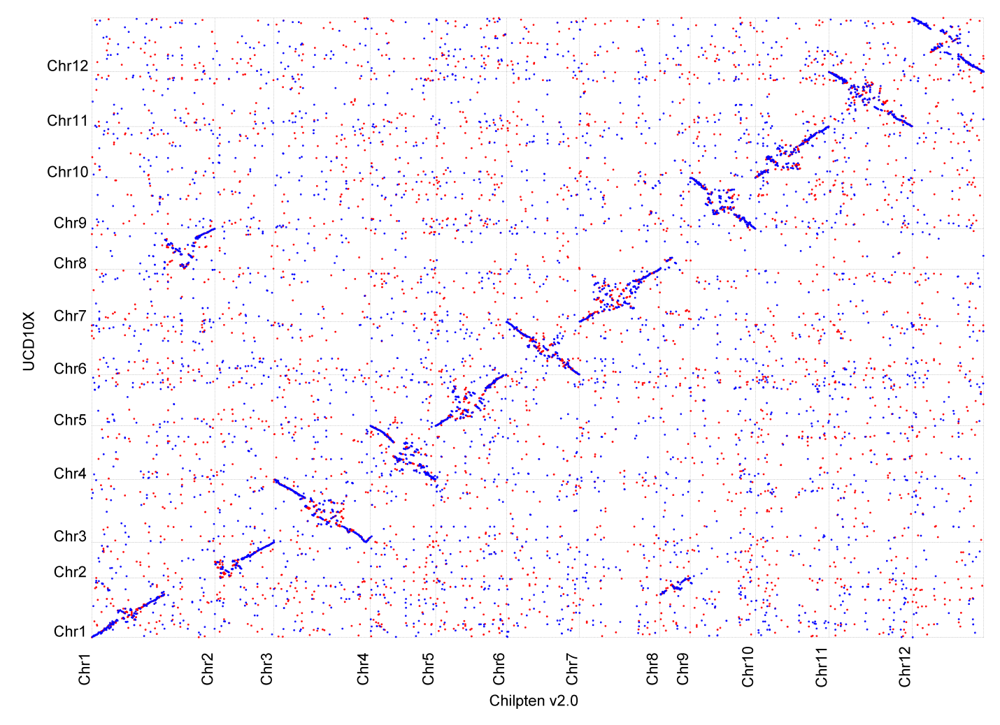 Chr12
Chr11
Chr10
Chr9
Chr8
Chr7
Chr6
Chr5
Chr4
Chr3
Chr2
Chr1
UCD10X
Chr1
Chr2
Chr3
Chr4
Chr5
Chr6
Chr7
Chr8
Chr9
Chr10
Chr11
Chr12
Chilpten v2.0